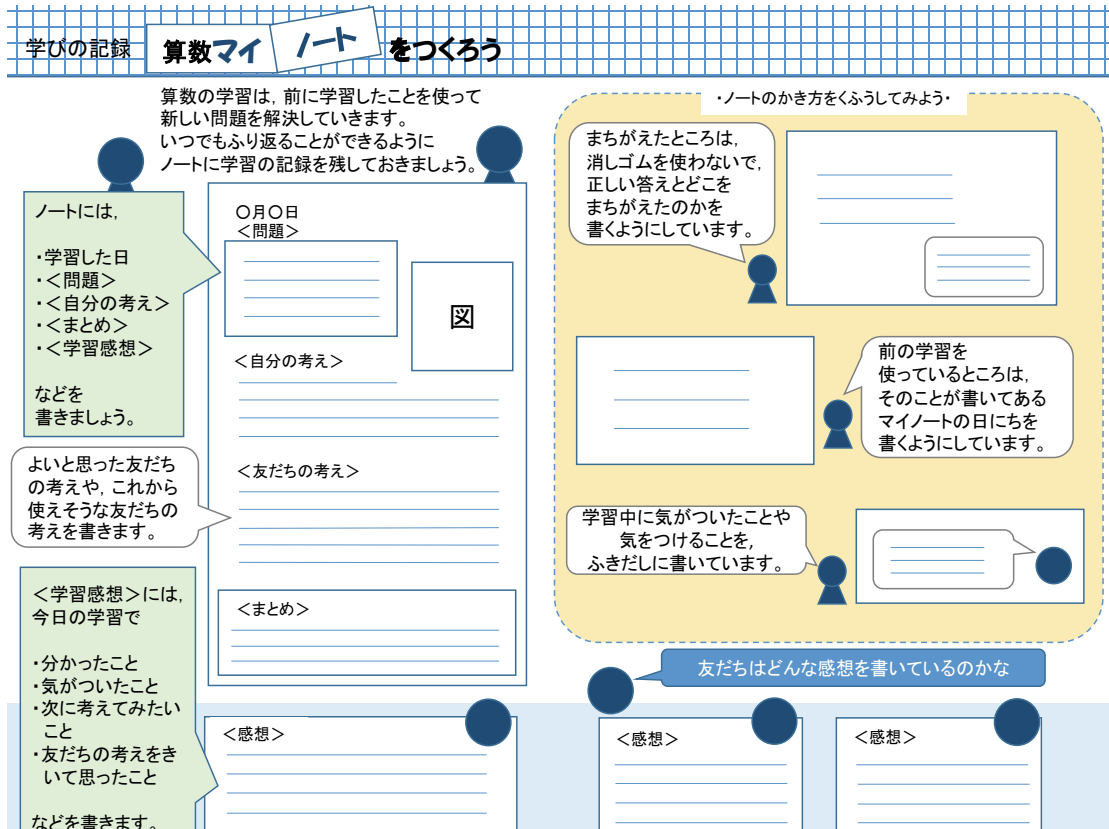 学びの記録 算数マイノートをつくろう
算数の学習は，前に学習したことを使って
新しい問題を解決していきます。
いつでもふり返ることができるように
ノートに学習の記録を残しておきましょう。
ノートには，
・学習した日
・＜問題＞
・＜自分の考え＞
・＜まとめ＞
・＜学習感想＞
などを
書きましょう。
よいと思った友だち
の考えや，これから
使えそうな友だちの
考えを書きます。
＜学習感想＞には，
今日の学習で
・分かったこと
・気がついたこと
・次に考えてみたい
こと
・友だちの考えをき
いて思ったこと
などを書きます。
〇月〇日
＜問題＞
図
＜自分の考え＞
＜友だちの考え＞
＜まとめ＞
＜感想＞
・ノートのかき方をくふうしてみよう・
まちがえたところは，
消しゴムを使わないで，
正しい答えとどこを
まちがえたのかを
書くようにしています。
前の学習を
使っているところは，
そのことが書いてある
マイノートの日にちを
書くようにしています。
学習中に気がついたことや
気をつけることを，
ふきだしに書いています。
友だちはどんな感想を書いているのかな
＜感想＞
＜感想＞